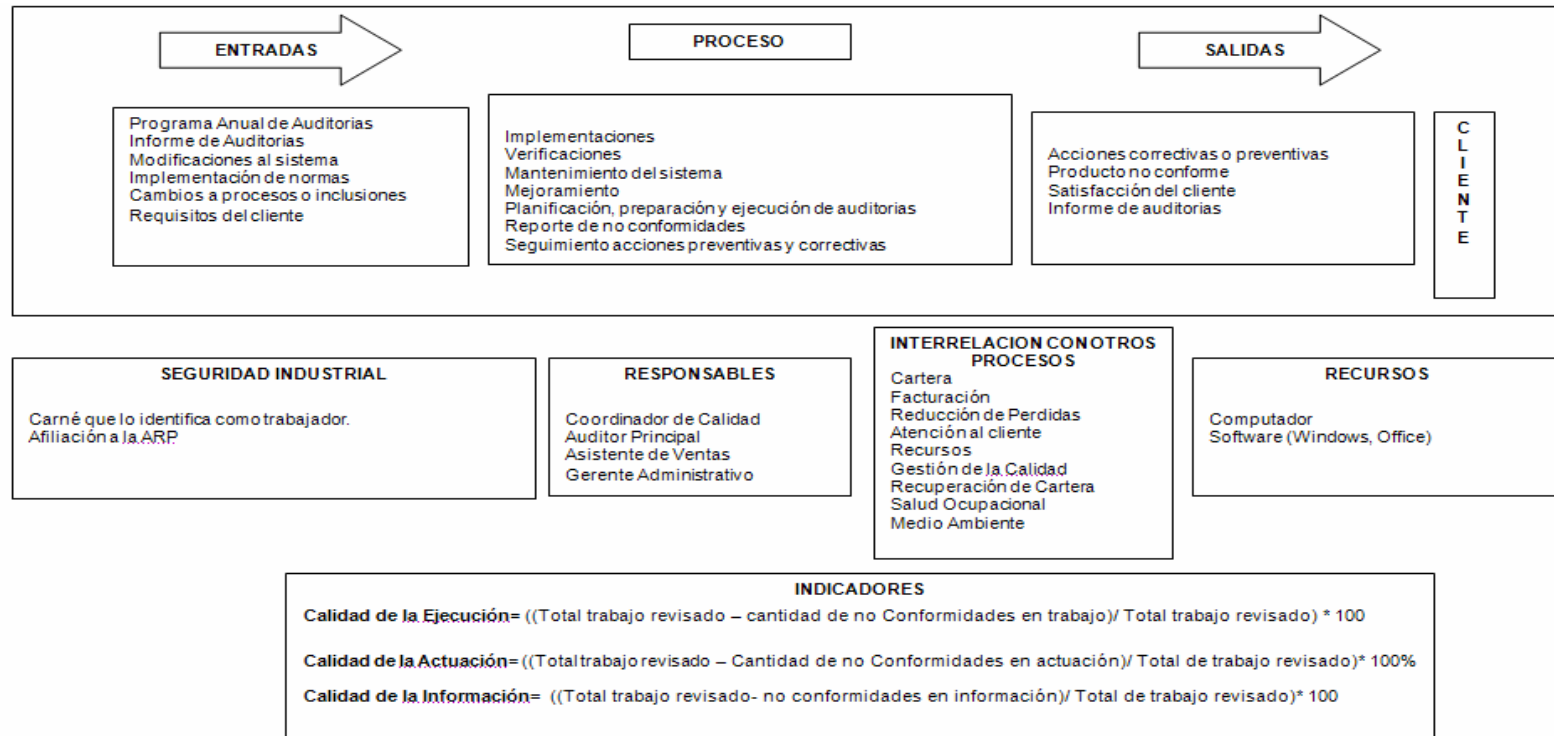 ENTRADAS
PROCESO
SALIDAS
Programa Anual de Auditorias
Informe de Auditorias
Modificaciones al sistema
Implementación de normas
Cambios a procesos o inclusiones
Requisitos del cliente
Implementaciones
Verificaciones
Mantenimiento del sistema
Mejoramiento
Planificación, preparación y ejecución de auditorias
Reporte de no conformidades
Seguimiento acciones preventivas y correctivas
Acciones correctivas o preventivas
Producto no conforme
Satisfacción del cliente
Informe de auditorias
CLIENTE
SEGURIDAD INDUSTRIAL
Carné que lo identifica como trabajador.
Afiliación a la ARP
RESPONSABLES
Coordinador de Calidad
Auditor Principal
Asistente de Ventas
Gerente Administrativo
INTERRELACION CON OTROS
PROCESOS
Cartera
Facturación
Reducción de Perdidas
Atención al cliente
Recursos
Gestión de la Calidad
Recuperación de Cartera
Salud Ocupacional
Medio Ambiente
RECURSOS
Computador
Software (Windows, Office)
INDICADORES
Calidad de la Ejecución= ((Total trabajo revisado – cantidad de no Conformidades en trabajo)/ Total trabajo revisado) * 100
Calidad de la Actuación= ((Total trabajo revisado – Cantidad de no Conformidades en actuación)/ Total de trabajo revisado)* 100%
Calidad de la Información= ((Total trabajo revisado- no conformidades en información)/ Total de trabajo revisado)* 100